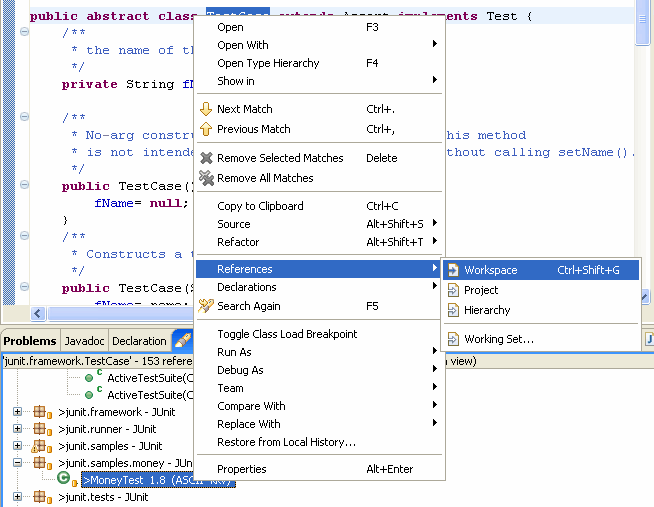 public abstract class TestCase extends Assert implements Test {
/**
* the name of th
*/
private String fN
/**
* No-arg constru his method
* is not intende thout calling setName().
*/
public TestCase()
fName= null;
}
/**
* Constructs a t
*/
public TestCase(S
fName= name;
Open F3
Open With
Open Type Hierarchy F4
Show in
Next Match Ctrl+.
Previous Match Ctrl+,
Remove Selected Matches Delete
Remove All Matches
Copy to Clipboard Ctrl+C
Source Alt+Shift+S
Refactor Alt+Shift+T
References
Declarations
Search Again F5
Toggle Class Load Breakpoint
Run As
Debug As
Team
Compare With
Replace With
Restore from Local History...
Properties Alt+Enter
Workspace Ctrl+Shift+G
Project
Hierarchy
Working Set...
Problems Javadoc Declaration
'junit.framework.TestCase' - 153 refere n view)
ActiveTestSuite(C
ActiveTestSuite(C
>junit.framework - JUnit
>junit.runner - JUnit
>junit.samples - JUnit
>junit.samples.money - JUn
>MoneyTest 1.8 (ASCII -kkv)
>junit.tests - JUnit